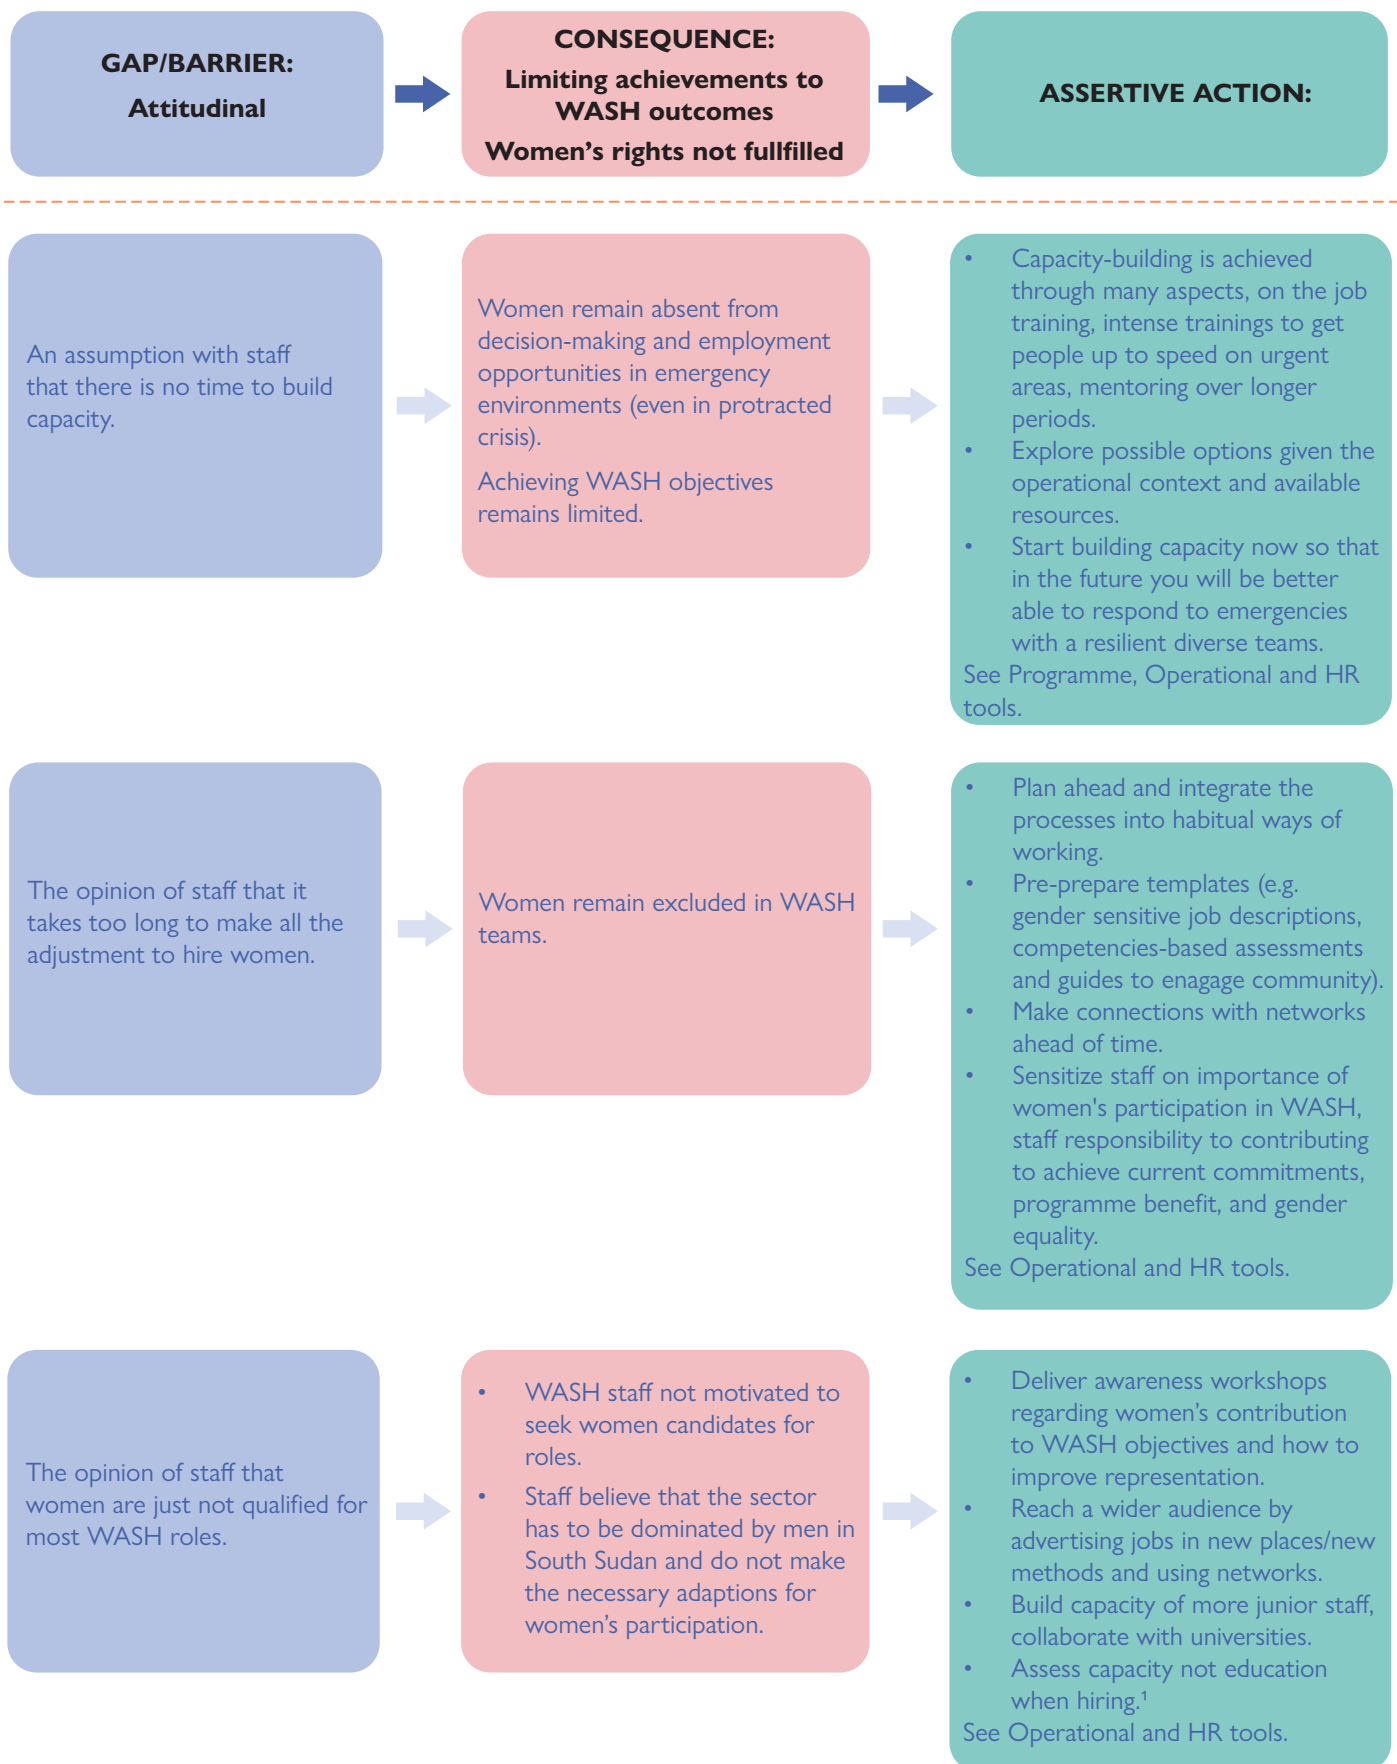 GAP/BARRIER:
Attitudinal
CONSEQUENCE:
Limiting achievements to
WASH outcomes
Women’s rights not fullfilled
ASSERTIVE ACTION:
An assumption with staff
that there is no time to build
capacity.
Women remain absent from
decision-making and employment
opportunities in emergency
environments (even in protracted
crisis).
Achieving WASH objectives
remains limited.
• Capacity-building is achieved
through many aspects, on the job
training, intense trainings to get
people up to speed on urgent
areas, mentoring over longer
periods.
• Explore possible options given the
operational context and available
resources.
• Start building capacity now so that
in the future you will be better
able to respond to emergencies
with a resilient diverse teams.
See Programme, Operational and HR
tools.
The opinion of staff that it
takes too long to make all the
adjustment to hire women.
Women remain excluded in WASH
teams.
• Plan ahead and integrate the
processes into habitual ways of
working.
• Pre-prepare templates (e.g.
gender sensitive job descriptions,
competencies-based assessments
and guides to enagage community).
• Make connections with networks
ahead of time.
• Sensitize staff on importance of
women's participation in WASH,
staff responsibility to contributing
to achieve current commitments,
programme benefit, and gender
equality.
See Operational and HR tools.
The opinion of staff that
women are just not qualified for
most WASH roles.
• WASH staff not motivated to
seek women candidates for
roles.
• Staff believe that the sector
has to be dominated by men in
South Sudan and do not make
the necessary adaptions for
women’s participation.
• Deliver awareness workshops
regarding women’s contribution
to WASH objectives and how to
improve representation.
• Reach a wider audience by
advertising jobs in new places/new
methods and using networks.
• Build capacity of more junior staff,
collaborate with universities.
• Assess capacity not education
when hiring.¹
See Operational and HR tools.